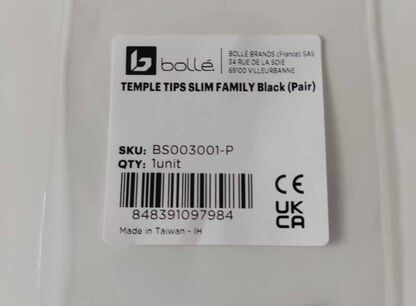 bollé
BOLLÉ BRANDS (France) SAS
34 RUE DE LA SOIE
69100 VILLEURBANNE
TEMPLE TIPS SLIM FAMILY Black (Pair)
SKU: BS003001-P
QTY: 1unit
848391097984
CE
UK
CA
Made in Taiwan - IH